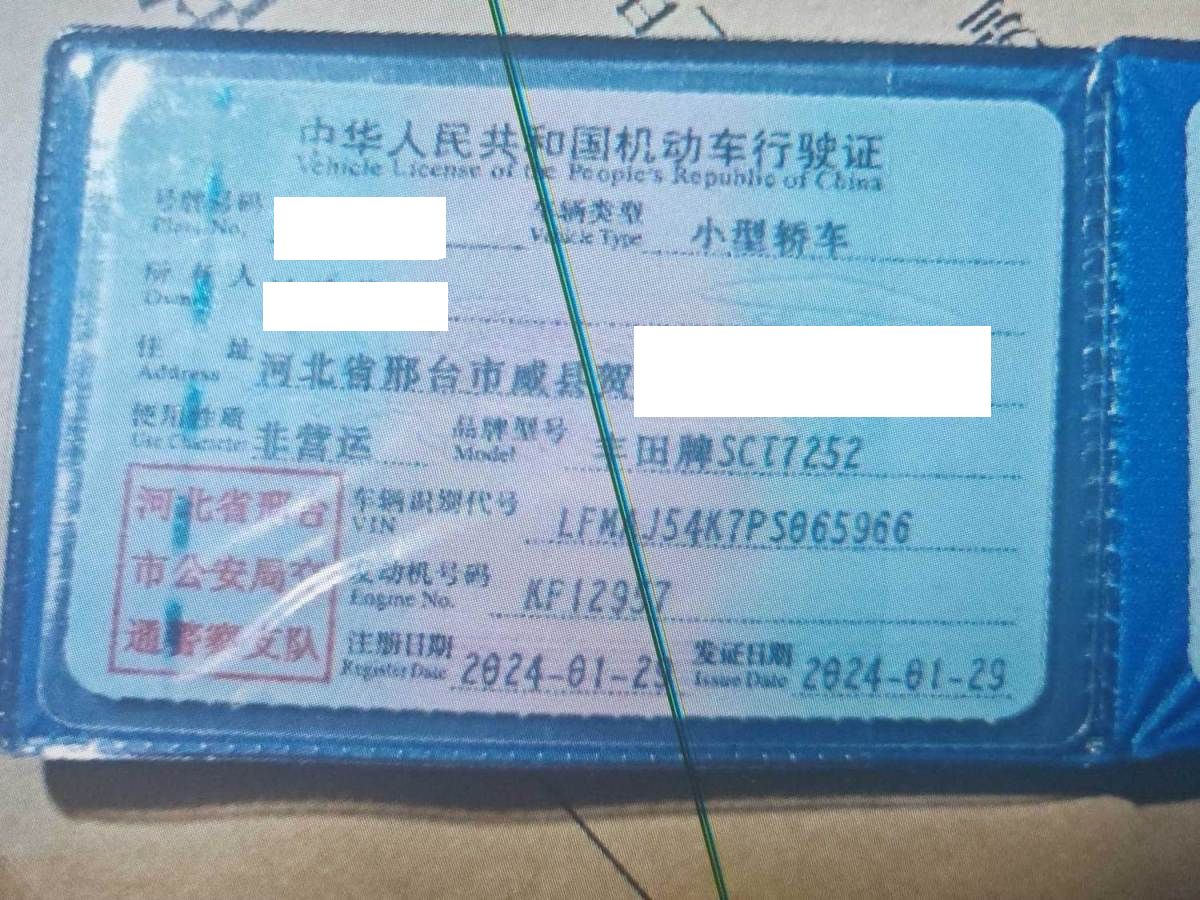 中华人民共和国机动车行驶证
Vehicle License of the People's Republic of China
号牌号码 车辆类型 小型轿车
Plate No. Vehicle Type
所有人
Owner
住址 河北省邢台市威县贺
Address
使用性质 非营运 品牌型号 丰田牌SCT7252
Use Character Model
河北省邢台 车辆识别代号
VIN LFMAJ54K7PS065966
市公安局交 发动机号码
Engine No. KF12957
通警察支队 注册日期 2024-01-29 发证日期 2024-01-29
Register Date Issue Date